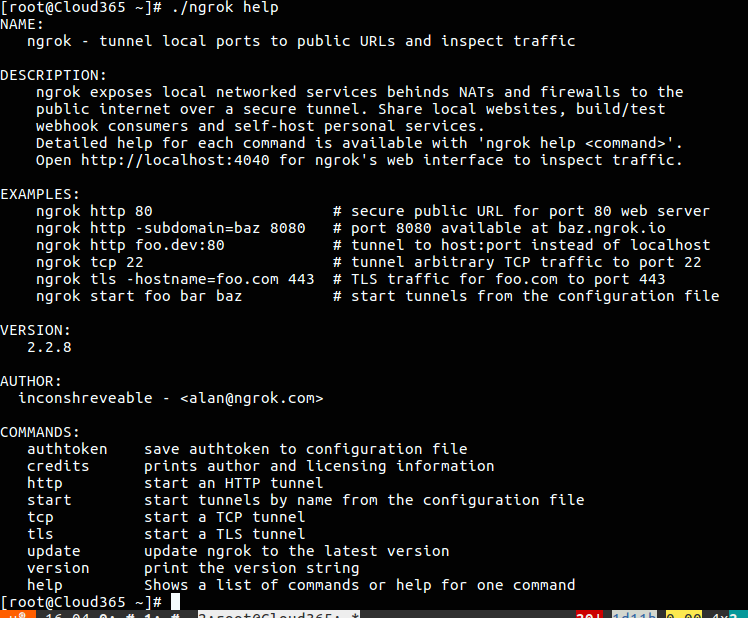 [root@Cloud365 ~]# ./ngrok help
NAME:
   ngrok - tunnel local ports to public URLs and inspect traffic

DESCRIPTION:
    ngrok exposes local networked services behinds NATs and firewalls to the
    public internet over a secure tunnel. Share local websites, build/test
    webhook consumers and self-host personal services.
    Detailed help for each command is available with 'ngrok help <command>'.
    Open http://localhost:4040 for ngrok's web interface to inspect traffic.

EXAMPLES:
    ngrok http 80                    # secure public URL for port 80 web server
    ngrok http -subdomain=baz 8080   # port 8080 available at baz.ngrok.io
    ngrok http foo.dev:80            # tunnel to host:port instead of localhost
    ngrok tcp 22                     # tunnel arbitrary TCP traffic to port 22
    ngrok tls -hostname=foo.com 443  # TLS traffic for foo.com to port 443
    ngrok start foo bar baz          # start tunnels from the configuration file

VERSION:
   2.2.8

AUTHOR:
  inconshreveable - <alan@ngrok.com>

COMMANDS:
   authtoken    save authtoken to configuration file
   credits      prints author and licensing information
   http         start an HTTP tunnel
   start        start tunnels by name from the configuration file
   tcp          start a TCP tunnel
   tls          start a TLS tunnel
   update       update ngrok to the latest version
   version      print the version string
   help         Shows a list of commands or help for one command
[root@Cloud365 ~]#